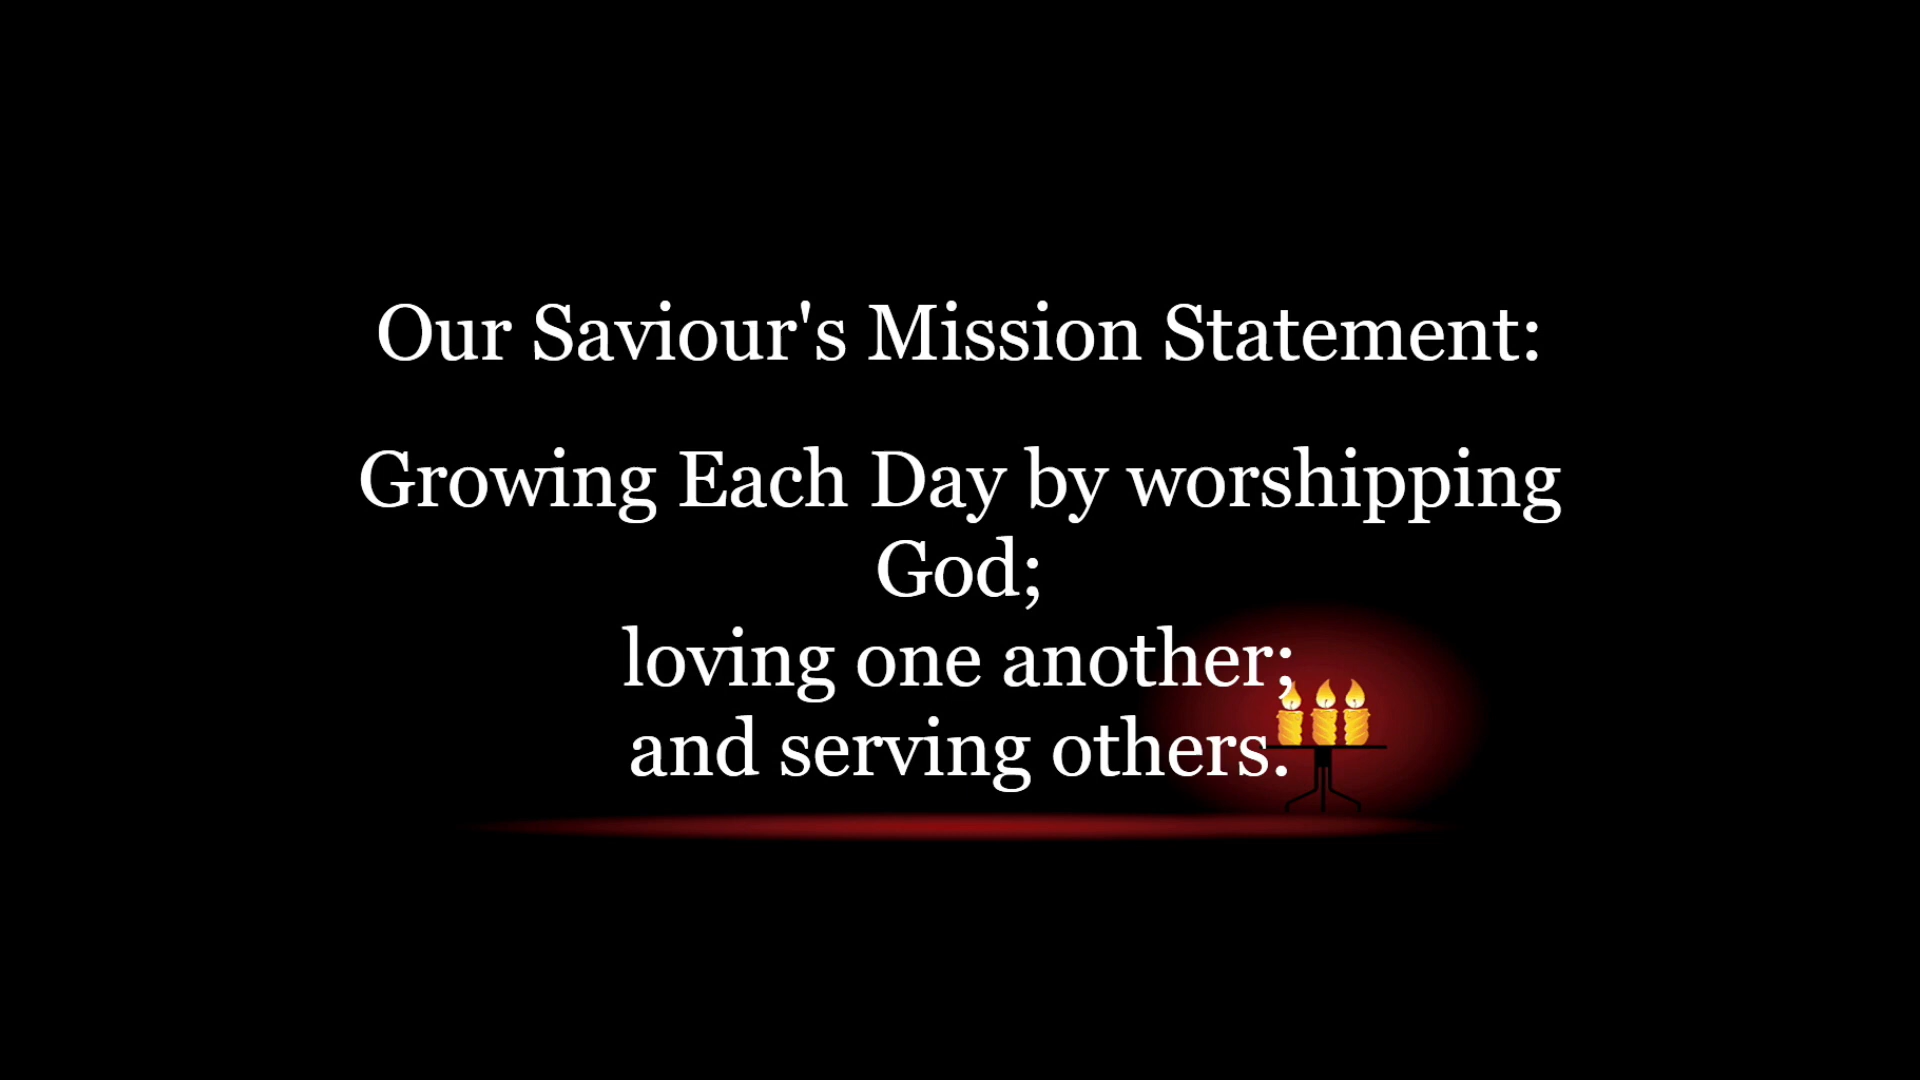 Our Saviour's Mission Statement:
Growing Each Day by worshipping
God;
loving one another;
and serving others.